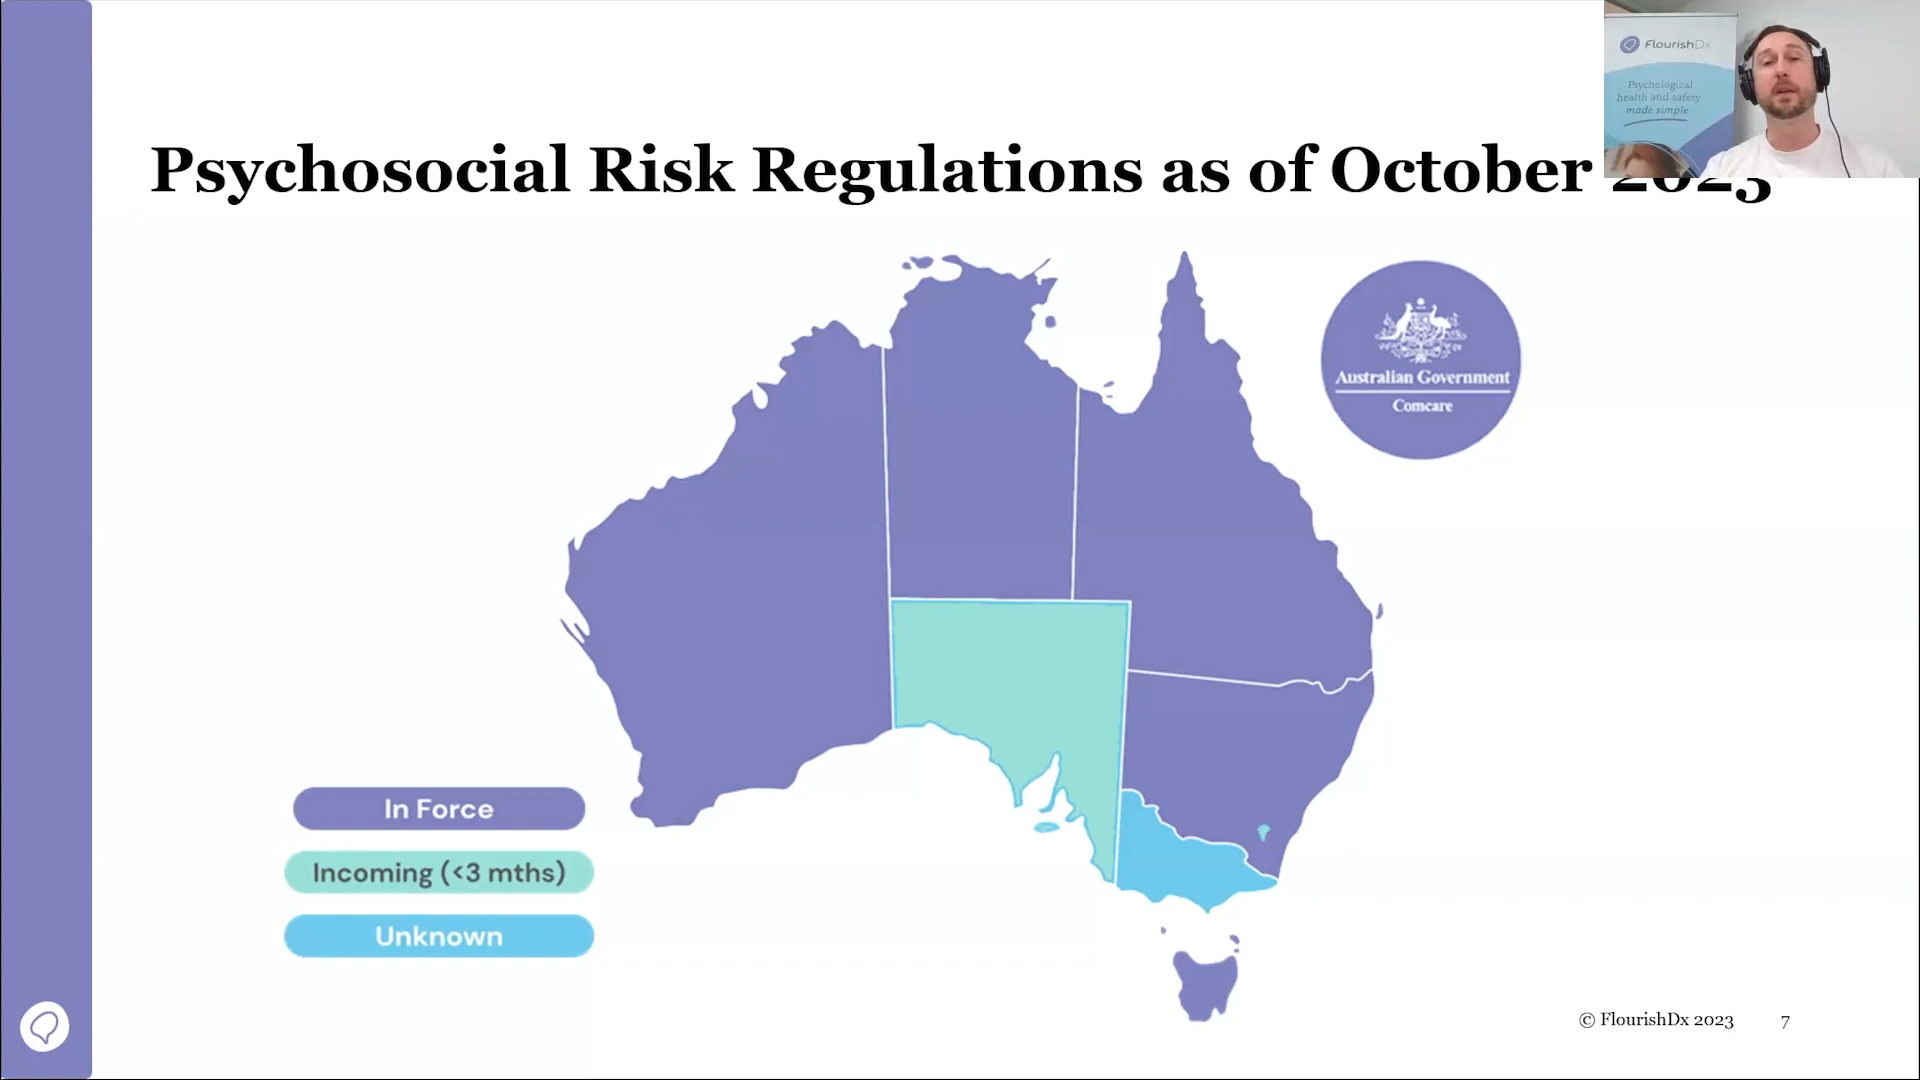 Psychosocial Risk Regulations as of October 2023
FlourishDx
Psychological
health and safety
made simple
Australian Government
Comcare
In Force
Incoming (<3 mths)
Unknown
© FlourishDx 2023
7